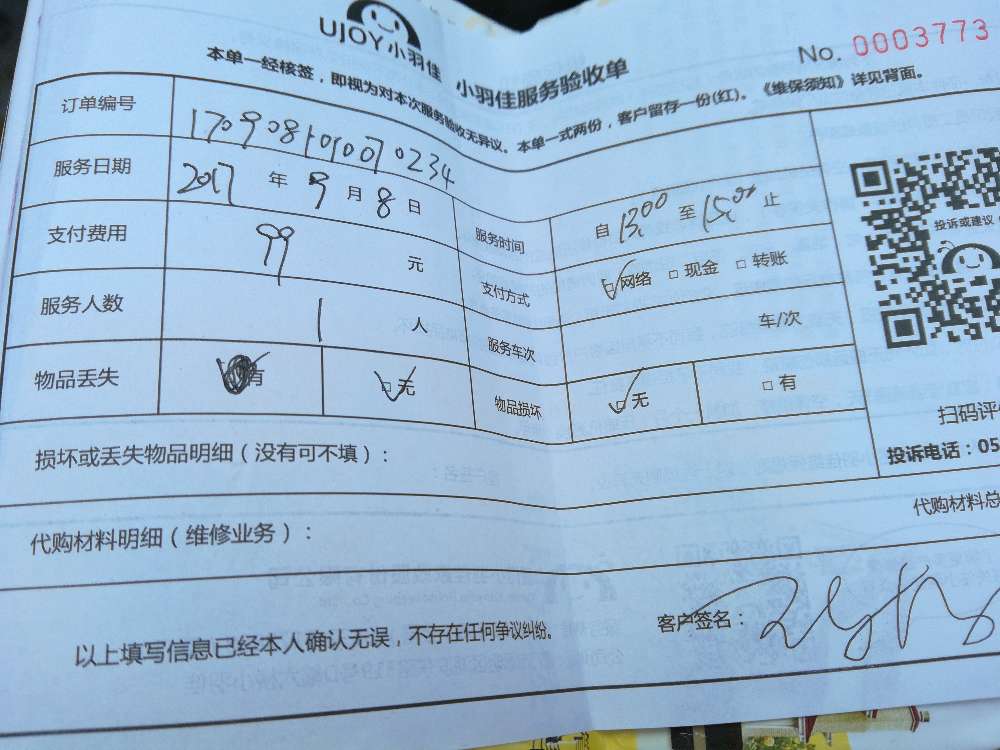 UJOY小羽佳 小羽佳服务验收单
No. 0003773
本单一经核签，即视为对本次服务验收无异议。本单一式两份，客户留存一份(红)。《维保须知》详见背面。
订单编号 170908101010070234
服务日期 2017 年 9 月 8 日 服务时间 自 13:00 至 15:00 止
支付费用 99 元 支付方式 网络 现金 转账
服务人数 1 人 服务车次 车/次
物品丢失 有 无 物品损坏 无 有
投诉或建议
扫码评
投诉电话：05
损坏或丢失物品明细（没有可不填）：
代购材料明细（维修业务）： 代购材料总
以上填写信息已经本人确认无误，不存在任何争议纠纷。 客户签名：